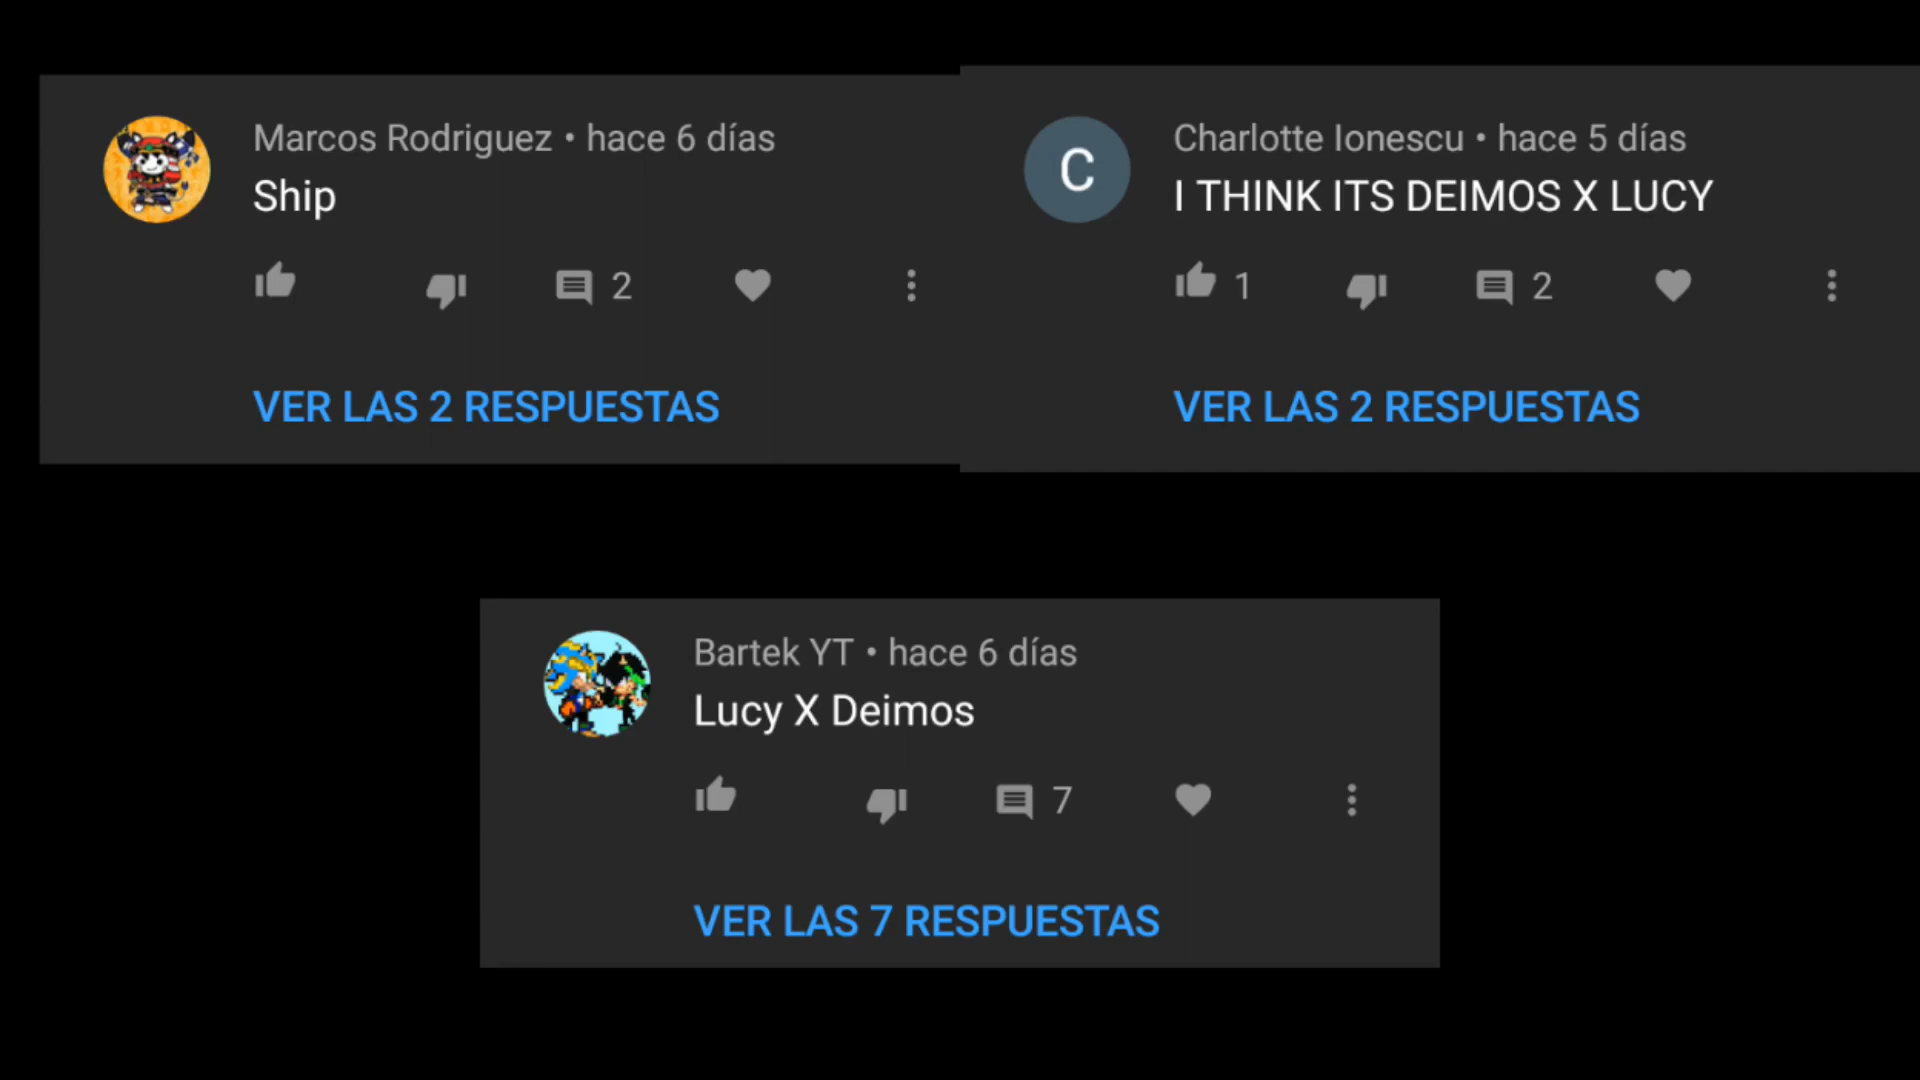 Marcos Rodriguez • hace 6 días
Ship
2
VER LAS 2 RESPUESTAS
C
Charlotte Ionescu • hace 5 días
I THINK ITS DEIMOS X LUCY
1 2
VER LAS 2 RESPUESTAS
Bartek YT • hace 6 días
Lucy X Deimos
7
VER LAS 7 RESPUESTAS